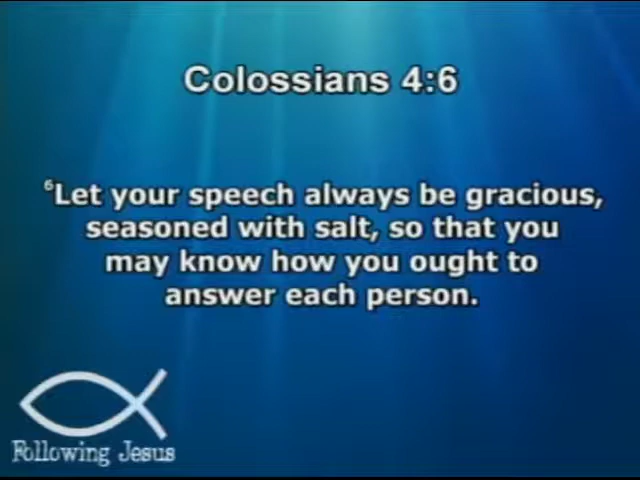 Colossians 4:6
⁶Let your speech always be gracious,
seasoned with salt, so that you
may know how you ought to
answer each person.
Following Jesus